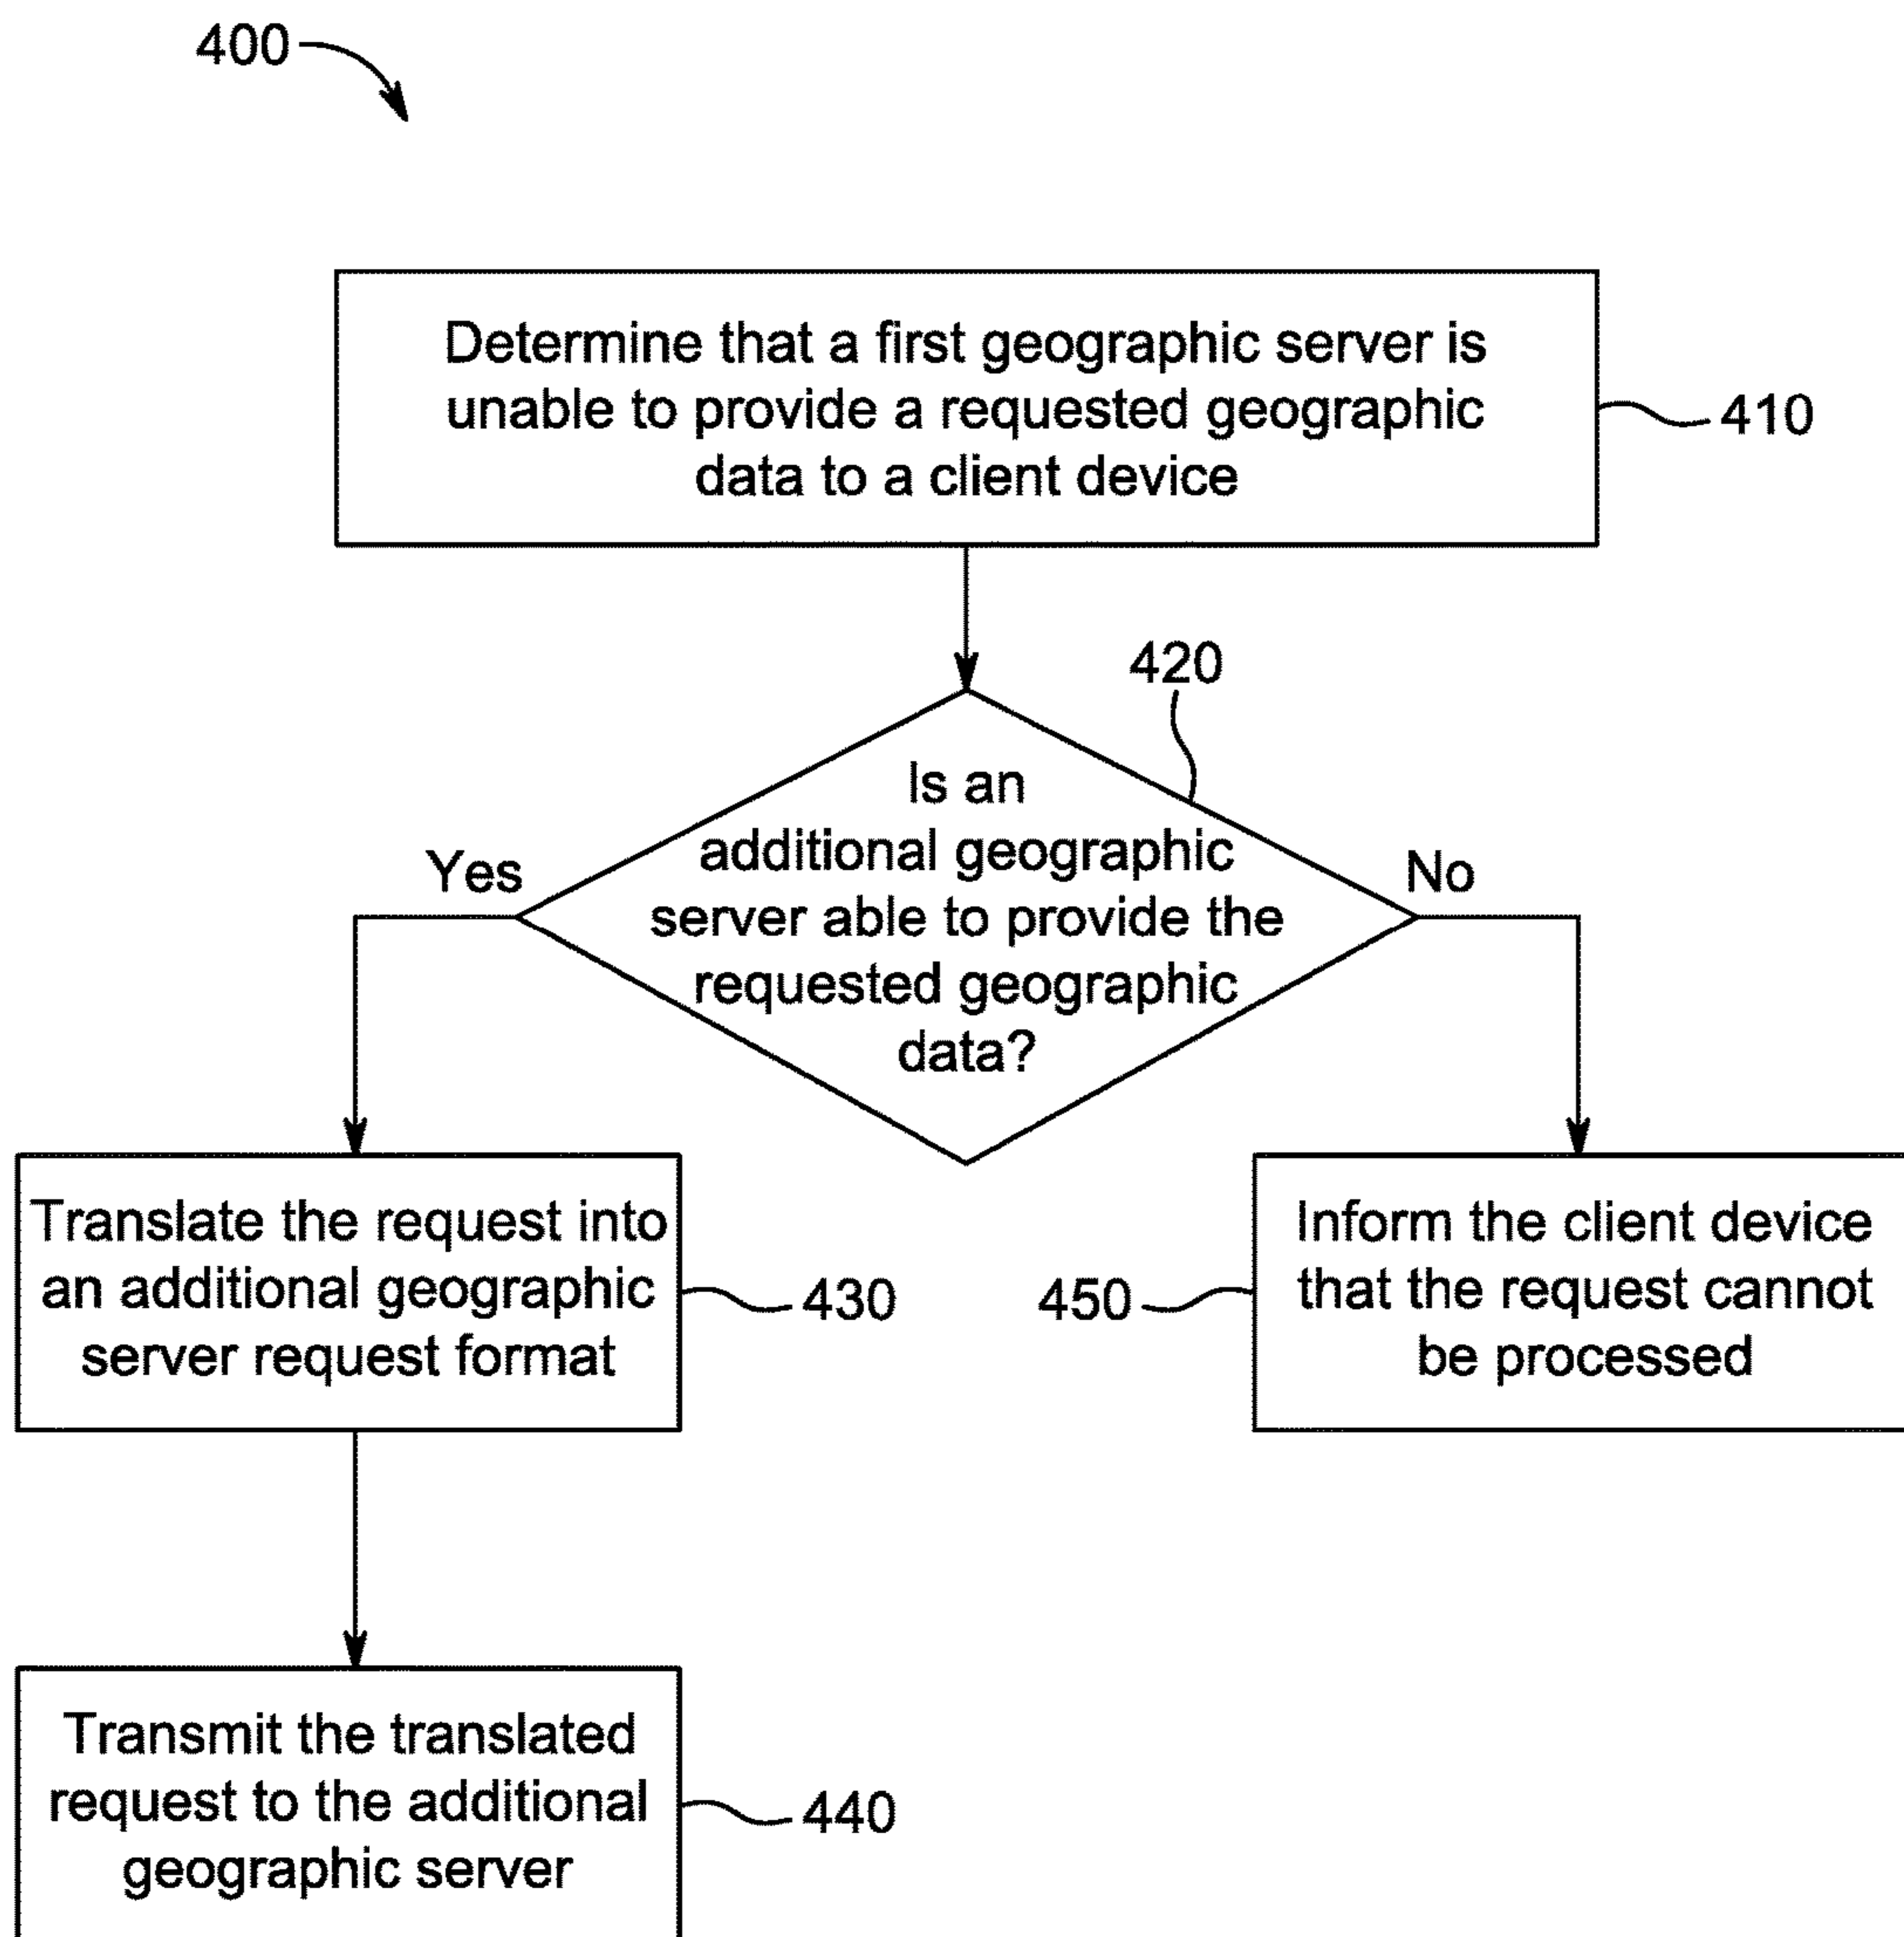 400
Determine that a first geographic server is
unable to provide a requested geographic
data to a client device
410
420
Is an
additional geographic
server able to provide the
requested geographic
data?
Yes
No
Translate the request into
an additional geographic
server request format
430
450
Inform the client device
that the request cannot
be processed
Transmit the translated
request to the additional
geographic server
440